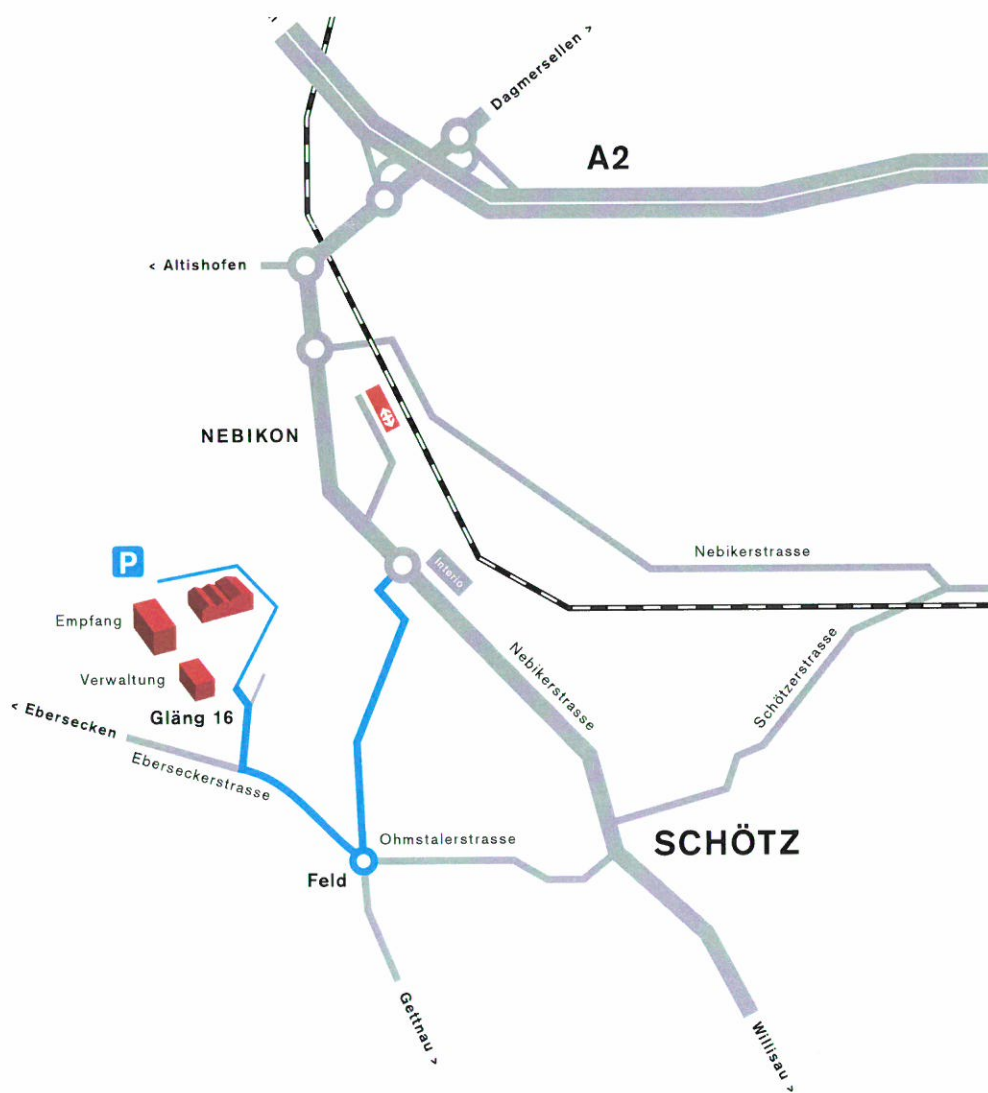 Dagmersellen >
A2
< Altishofen
NEBIKON
Interio
Nebikerstrasse
P
Empfang
Nebikerstrasse
Schötzerstrasse
Verwaltung
Gläng 16
< Ebersecken
Eberseckerstrasse
Ohmstalerstrasse
SCHÖTZ
Feld
Gettnau >
Willisau >